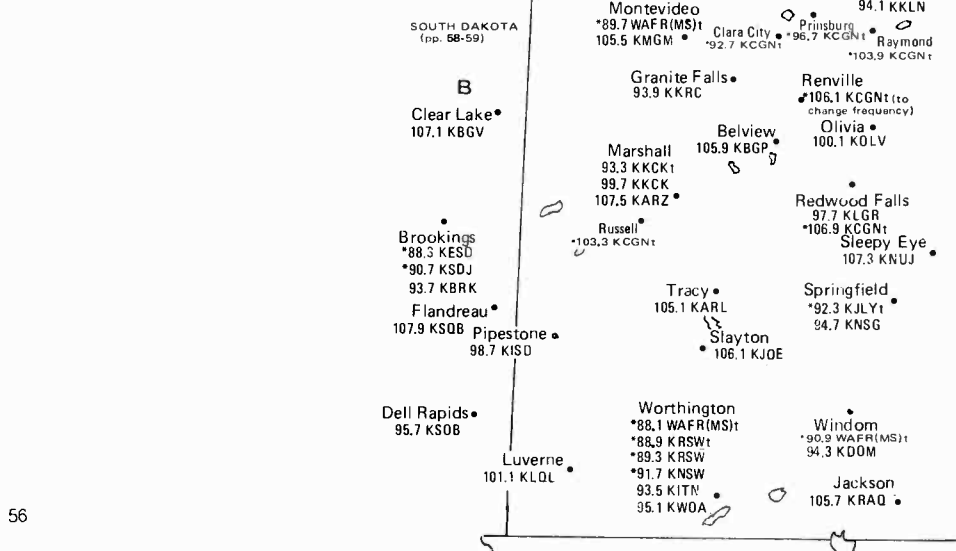 94.1 KKLN
SOUTH DAKOTA
(pp. 58-59)
Montevideo
*89.7 WAFR(MS)t
105.5 KMGM
Clara City
*92.7 KCGNt
Prinsburg
*96.7 KCGNt
Raymond
*103.9 KCGNt
B
Clear Lake
107.1 KBGV
Granite Falls
93.9 KKRC
Renville
*106.1 KCGNt (to
change frequency)
Olivia
100.1 KOLV
Belview
105.9 KBGP
Marshall
93.3 KKCKt
99.7 KKCK
107.5 KARZ
Redwood Falls
97.7 KLGR
*106.9 KCGNt
Russell
*103.3 KCGNt
Sleepy Eye
107.3 KNUJ
Brookings
*88.3 KESD
*90.7 KSDJ
93.7 KBRK
Flandreau
107.9 KSQB
Pipestone
98.7 KISD
Tracy
105.1 KARL
Springfield
*92.3 KJLYt
94.7 KNSG
Slayton
106.1 KJOE
Dell Rapids
95.7 KSOB
Worthington
*88.1 WAFR(MS)t
*88.9 KRSWt
*89.3 KRSW
*91.7 KNSW
93.5 KITN
95.1 KWOA
Windom
*90.9 WAFR(MS)t
94.3 KDOM
Luverne
101.1 KLQL
Jackson
105.7 KRAQ
56